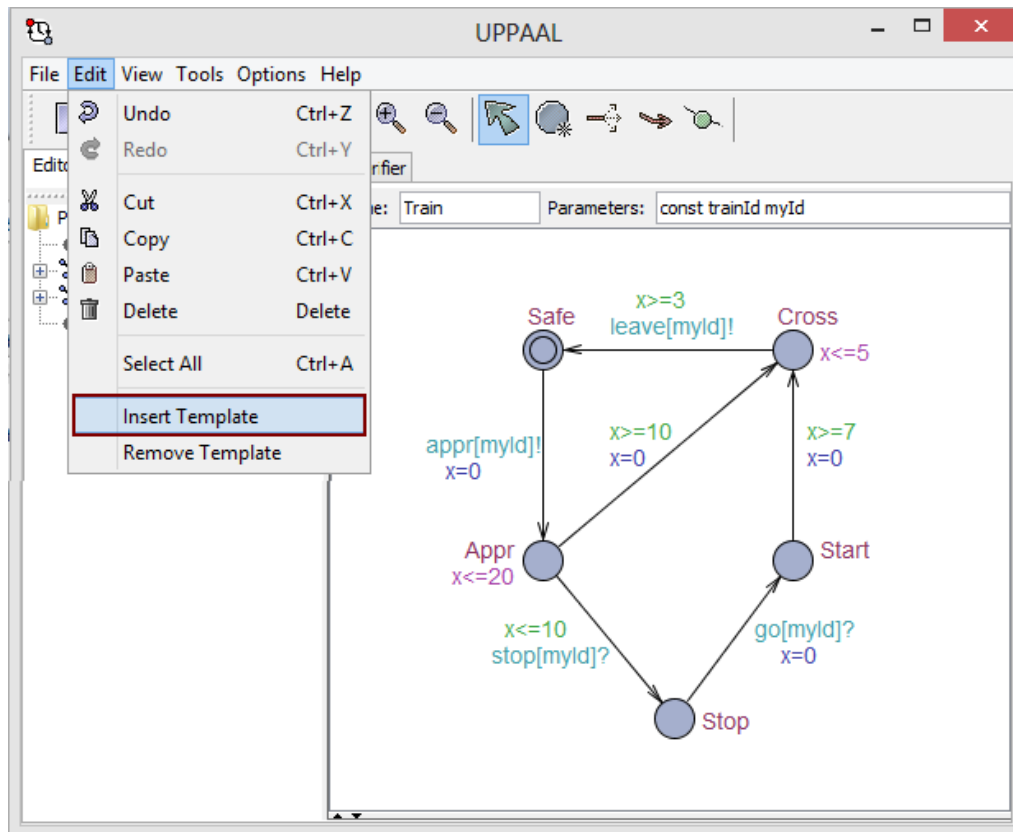 UPPAAL
File Edit View Tools Options Help
Undo Ctrl+Z
Redo Ctrl+Y
Cut Ctrl+X
Copy Ctrl+C
Paste Ctrl+V
Delete Delete
Select All Ctrl+A
Insert Template
Remove Template
Train Parameters: const trainId myId
Safe
x>=3
leave[myId]!
Cross
x<=5
appr[myId]!
x=0
x>=10
x=0
x>=7
x=0
Appr
x<=20
Start
x<=10
stop[myId]?
go[myId]?
x=0
Stop